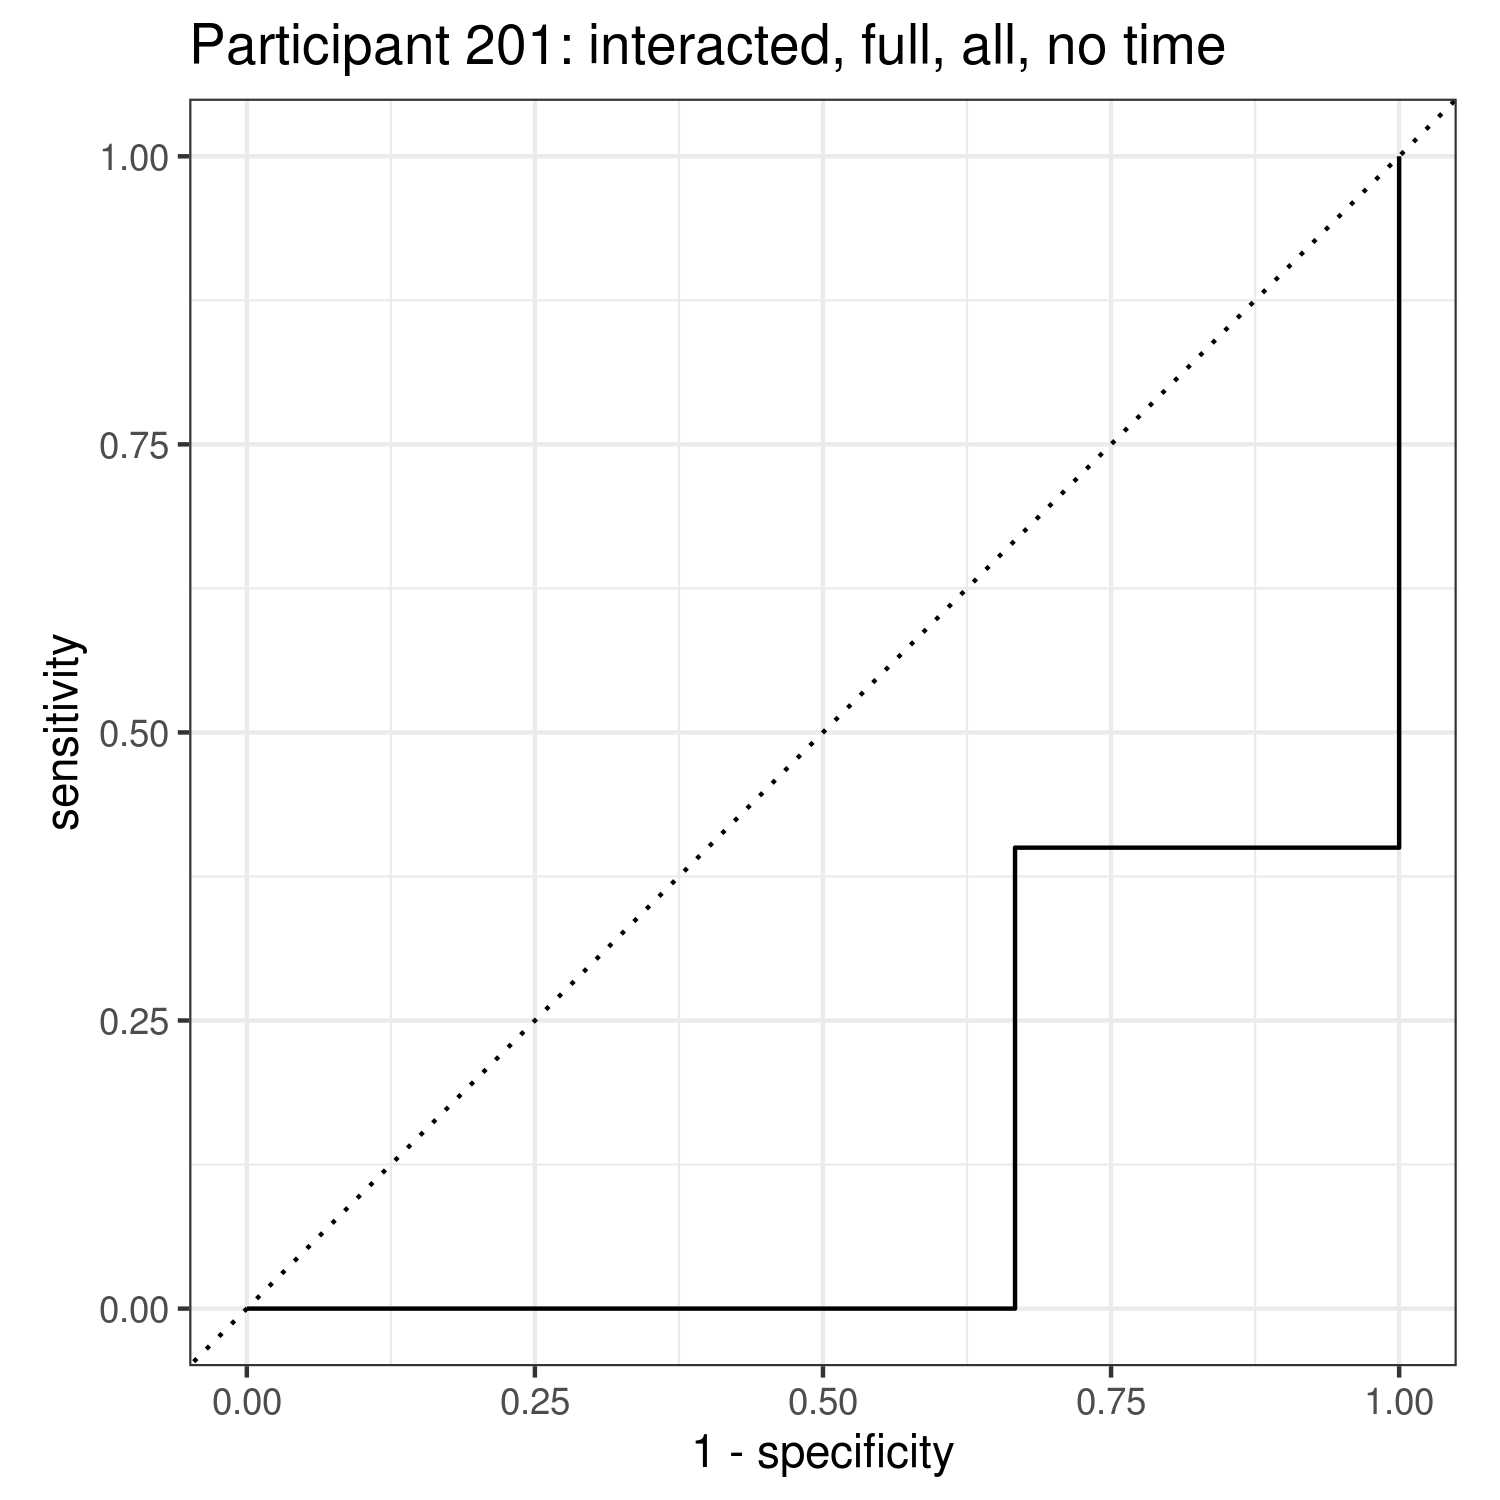 Participant 201: interacted, full, all, no time
1.00
0.75
0.50
0.25
0.00
sensitivity
0.00 0.25 0.50 0.75 1.00
1 - specificity